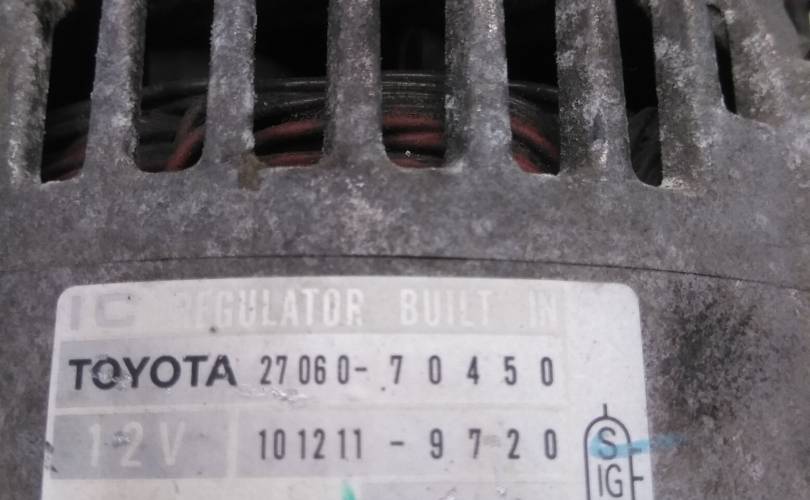 IC REGULATOR BUILT IN
TOYOTA 27060-70450
12V 101211-9720
S
IG